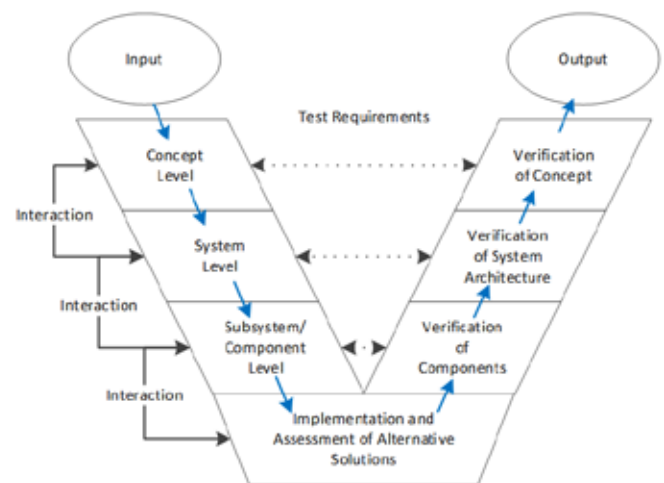 Input
Output
Test Requirements
Concept
Level
Verification
of Concept
Interaction
System
Level
Verification
of System
Architecture
Interaction
Subsystem/
Component
Level
Verification
of
Components
Interaction
Implementation and
Assessment of Alternative
Solutions